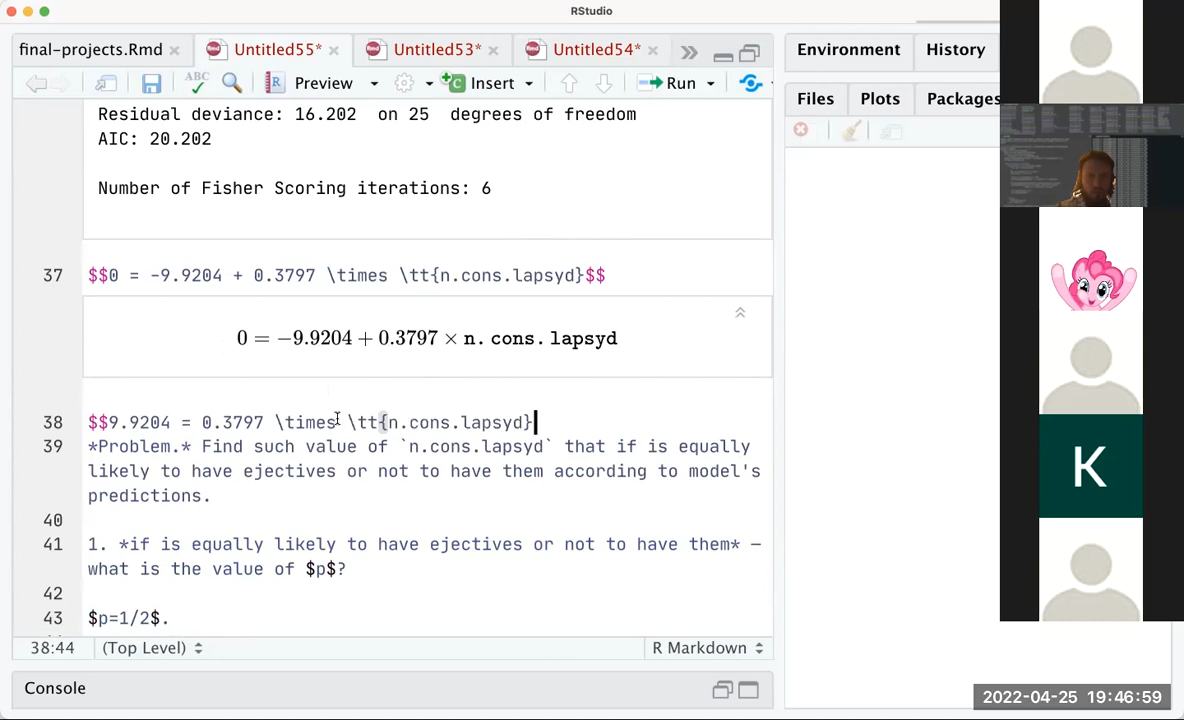 RStudio
final-projects.Rmd × Untitled55* × Untitled53* × Untitled54* ×
Environment History
ABC Preview Insert Run
Files Plots Packages
Residual deviance: 16.202 on 25 degrees of freedom
AIC: 20.202
Number of Fisher Scoring iterations: 6
37 $$0 = -9.9204 + 0.3797 \times \tt{n.cons.lapsyd}$$
0 = −9.9204 + 0.3797 × n.cons.lapsyd
38 $$9.9204 = 0.3797 \times \tt{n.cons.lapsyd}
39 *Problem.* Find such value of `n.cons.lapsyd` that if is equally
likely to have ejectives or not to have them according to model's
predictions.
40
41 1. *if is equally likely to have ejectives or not to have them* —
what is the value of $p$?
42
43 $p=1/2$.
38:44 (Top Level) R Markdown
Console
K
2022-04-25 19:46:59